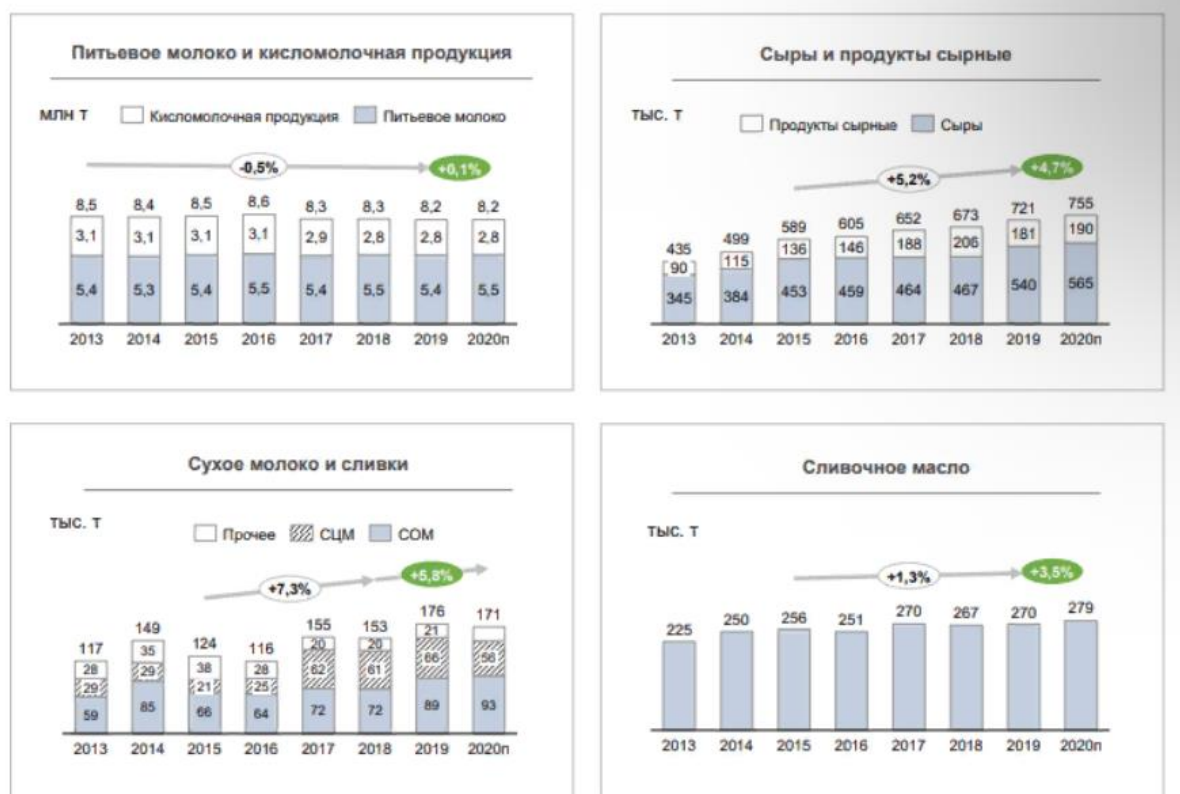 Питьевое молоко и кисломолочная продукция
млн т Кисломолочная продукция Питьевое молоко
-0,5% +0,1%
8,5 8,4 8,5 8,6 8,3 8,3 8,2 8,2
3,1 3,1 3,1 3,1 2,9 2,8 2,8 2,8
5,4 5,3 5,4 5,5 5,4 5,5 5,4 5,5
2013 2014 2015 2016 2017 2018 2019 2020п
Сыры и продукты сырные
тыс. т Продукты сырные Сыры
+5,2% +4,7%
435 499 589 605 652 673 721 755
90 115 136 146 188 206 181 190
345 384 453 459 464 467 540 565
2013 2014 2015 2016 2017 2018 2019 2020п
Сухое молоко и сливки
тыс. т Прочее СЦМ СОМ
+7,3% +5,8%
117 149 124 116 155 153 176 171
28 35 38 28 20 20 21
29 29 21 25 62 61 66 56
59 85 66 64 72 72 89 93
2013 2014 2015 2016 2017 2018 2019 2020п
Сливочное масло
тыс. т
+1,3% +3,5%
225 250 256 251 270 267 270 279
2013 2014 2015 2016 2017 2018 2019 2020п